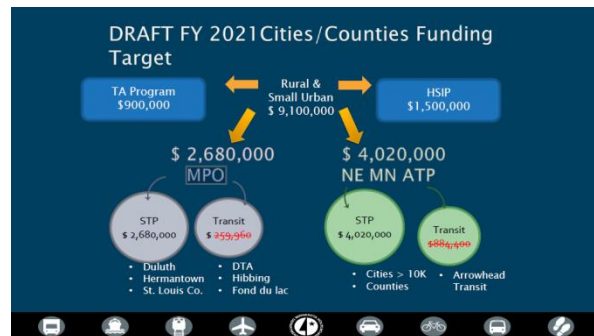 DRAFT FY 2021Cities/Counties Funding
Target
TA Program
$900,000
Rural &
Small Urban
$ 9,100,000
HSIP
$1,500,000
$ 2,680,000
MPO
$ 4,020,000
NE MN ATP
STP
$ 2,680,000
Transit
$ 259,960
STP
$ 4,020,000
Transit
$884,400
• Duluth
• Hermantown
• St. Louis Co.
• DTA
• Hibbing
• Fond du lac
• Cities > 10K
• Counties
• Arrowhead
Transit